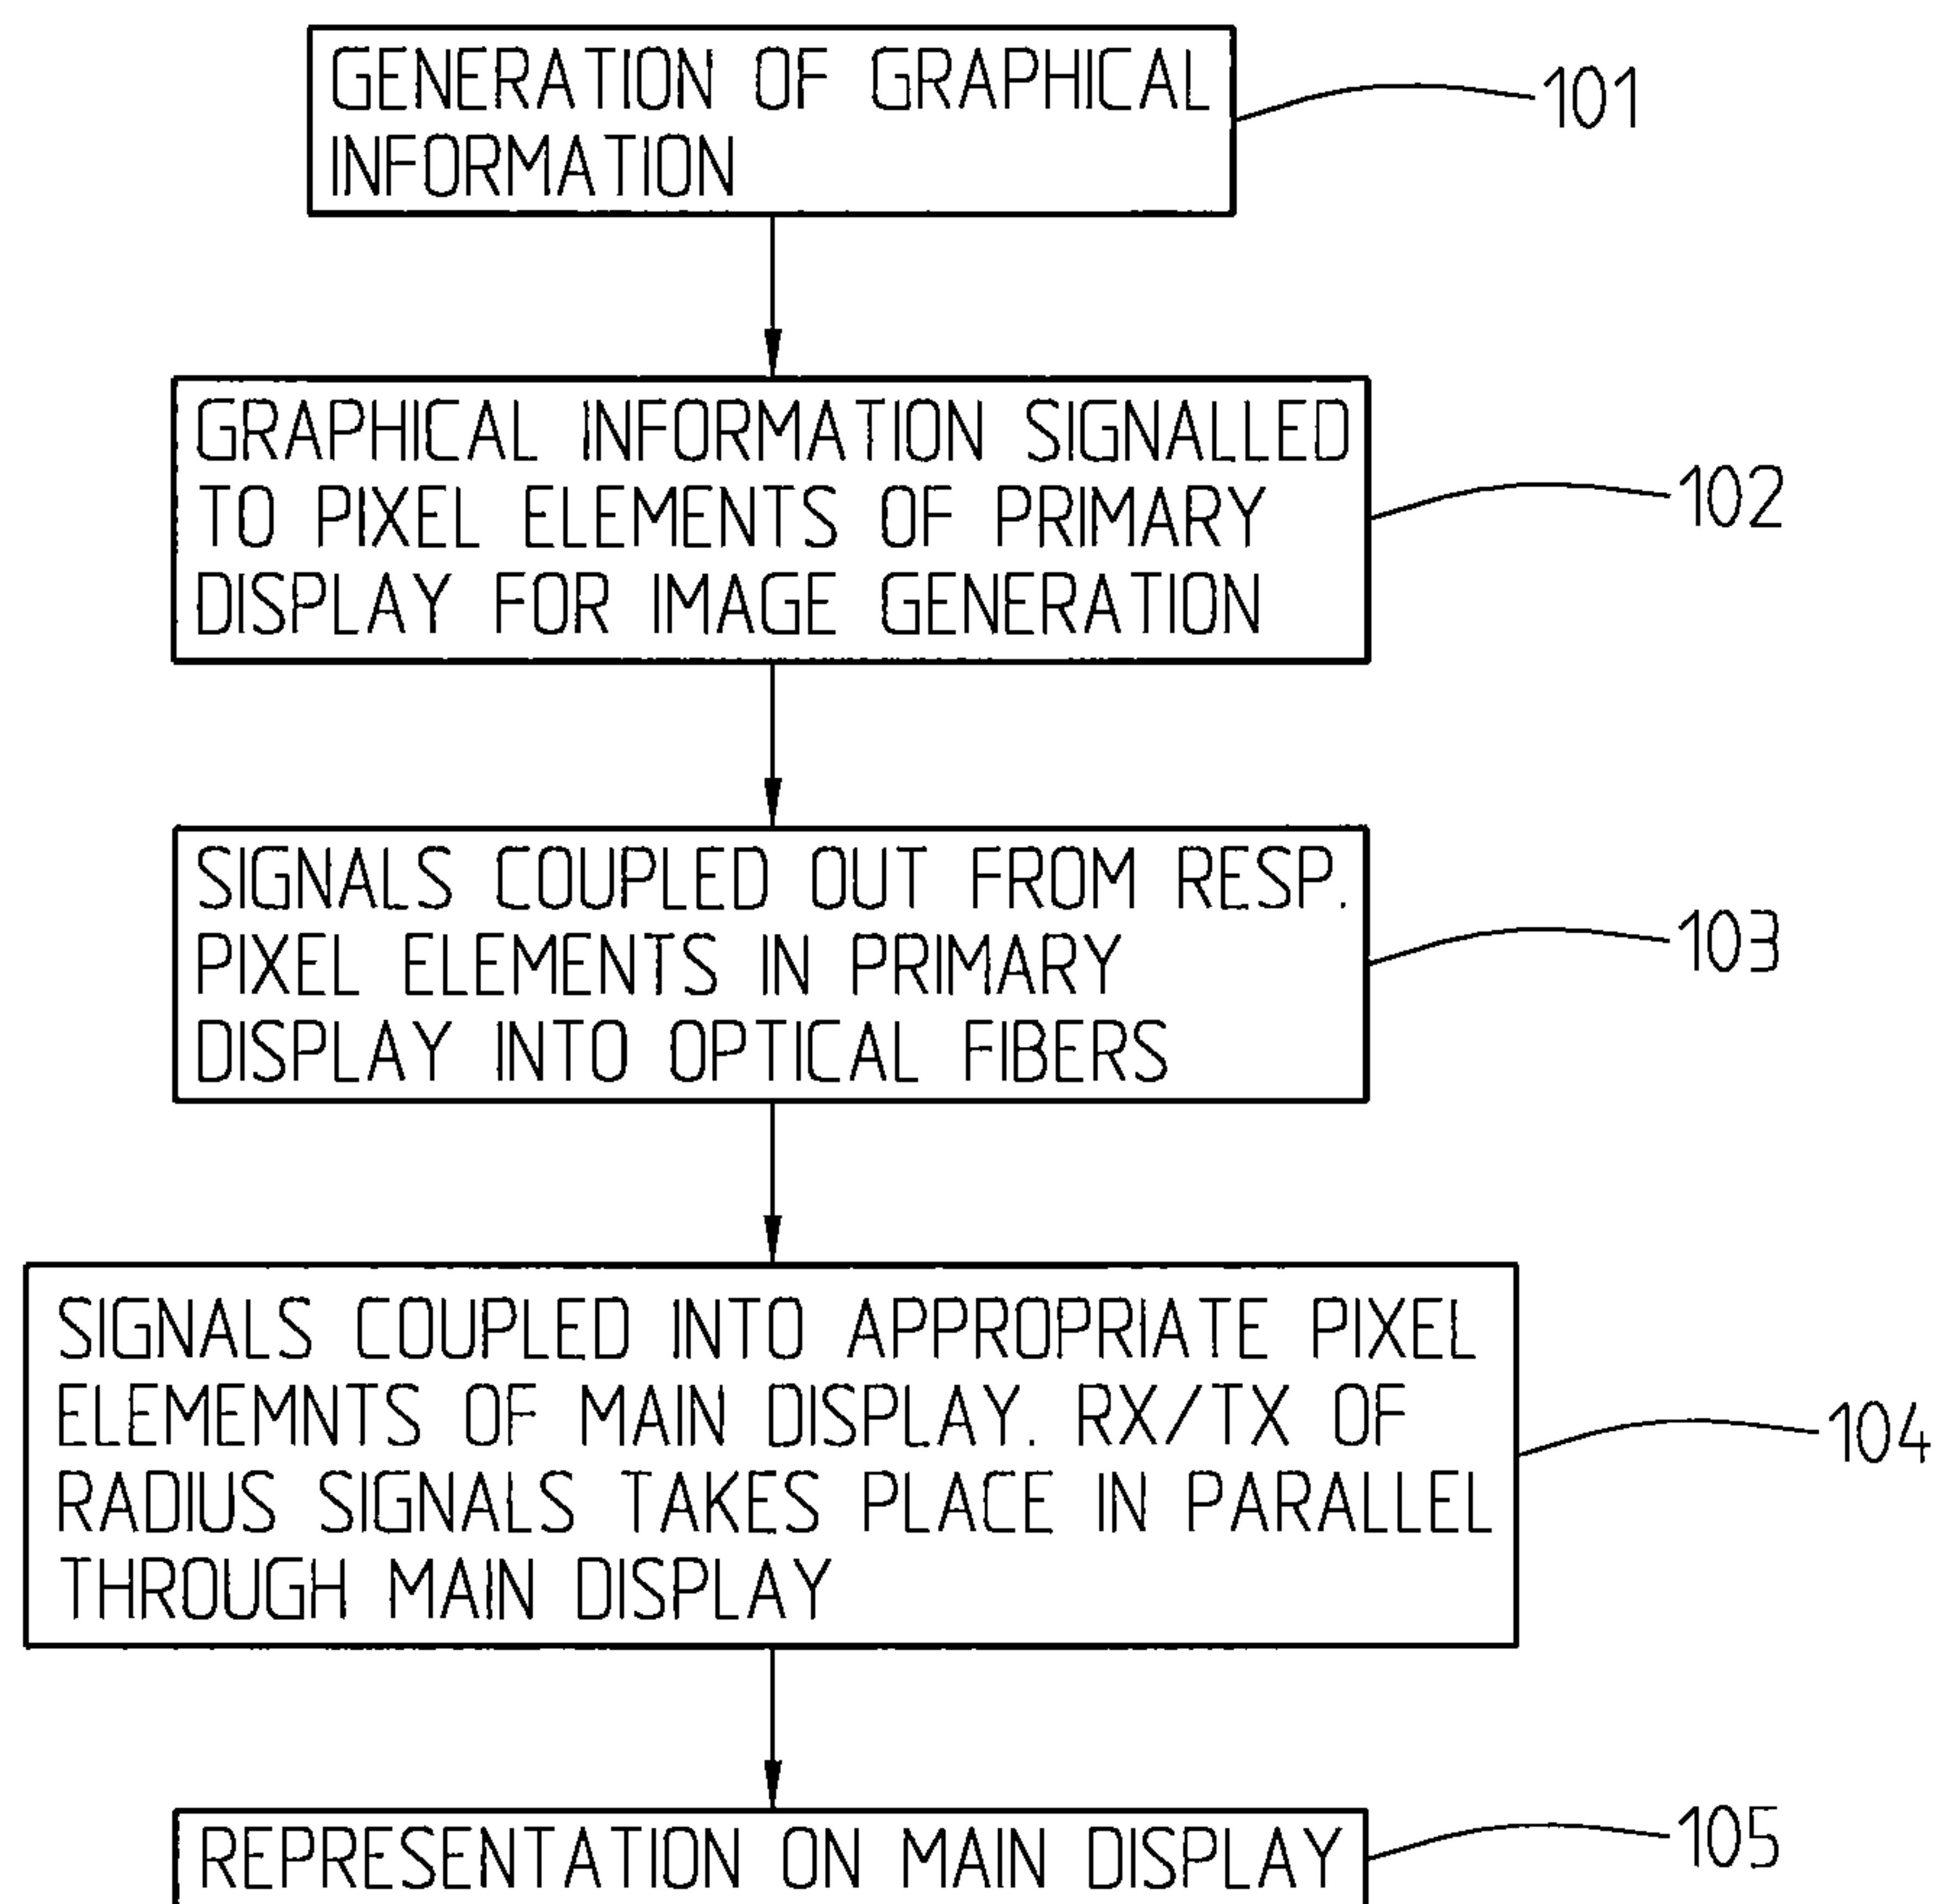 GENERATION OF GRAPHICAL
INFORMATION
101
GRAPHICAL INFORMATION SIGNALLED
TO PIXEL ELEMENTS OF PRIMARY
DISPLAY FOR IMAGE GENERATION
102
SIGNALS COUPLED OUT FROM RESP.
PIXEL ELEMENTS IN PRIMARY
DISPLAY INTO OPTICAL FIBERS
103
SIGNALS COUPLED INTO APPROPRIATE PIXEL
ELEMEMNTS OF MAIN DISPLAY. RX/TX OF
RADIUS SIGNALS TAKES PLACE IN PARALLEL
THROUGH MAIN DISPLAY
104
REPRESENTATION ON MAIN DISPLAY
105